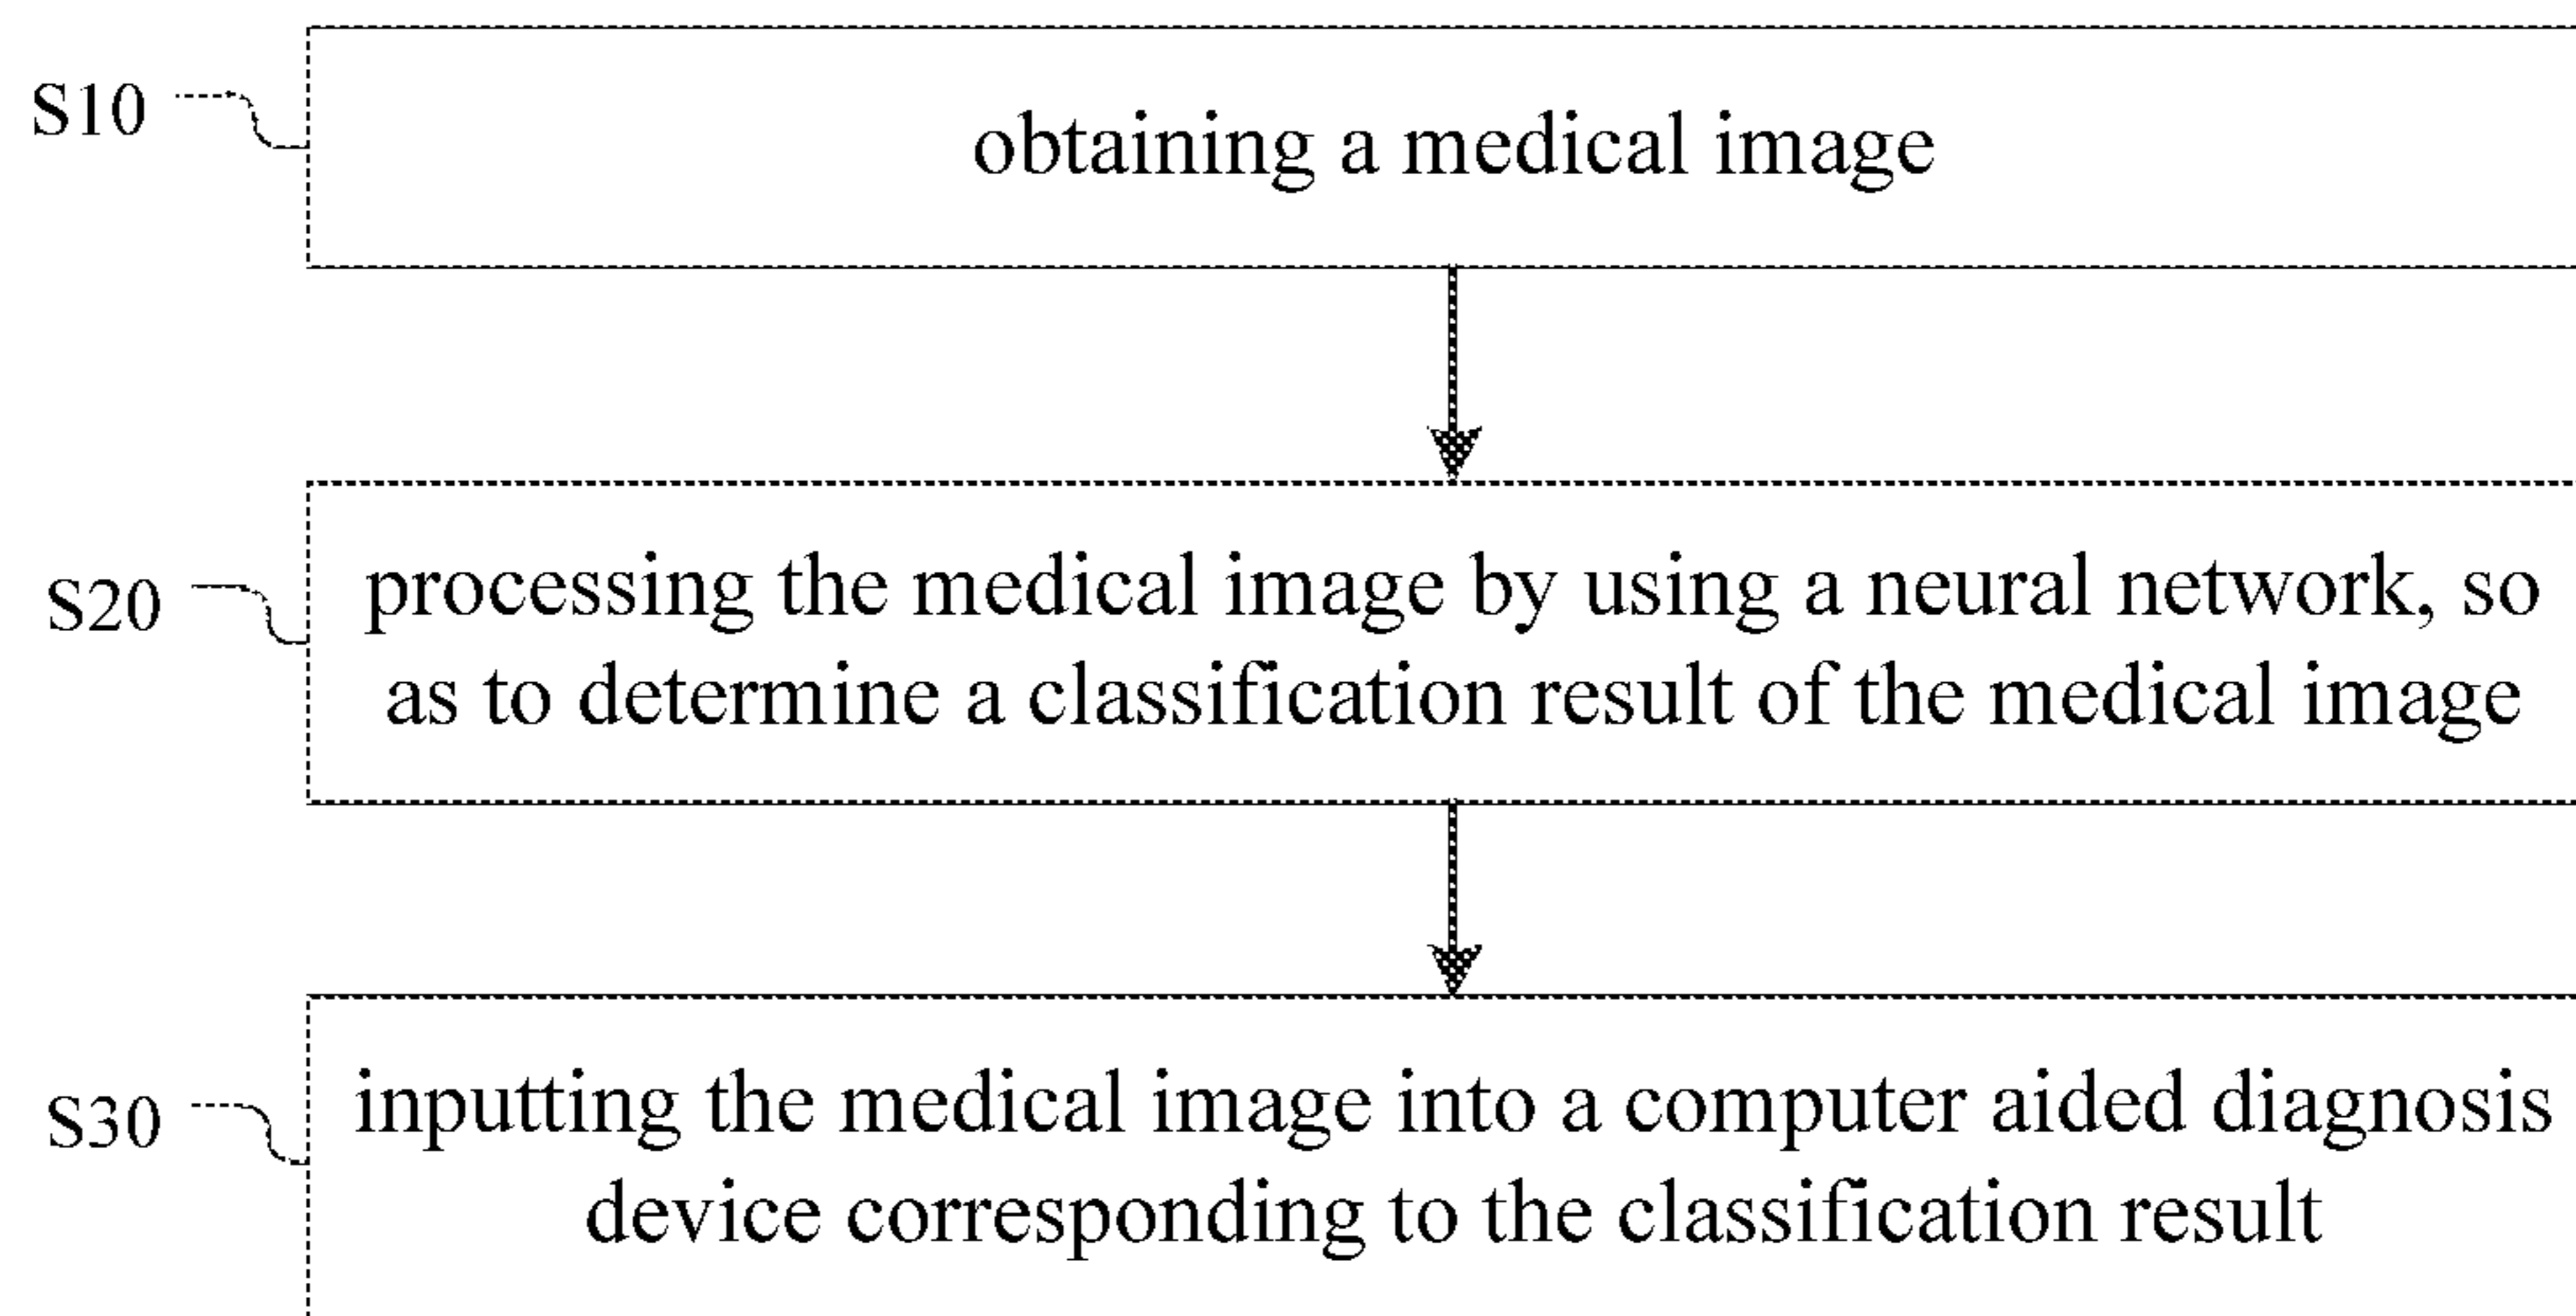 S10
obtaining a medical image
S20
processing the medical image by using a neural network, so
as to determine a classification result of the medical image
S30
inputting the medical image into a computer aided diagnosis
device corresponding to the classification result